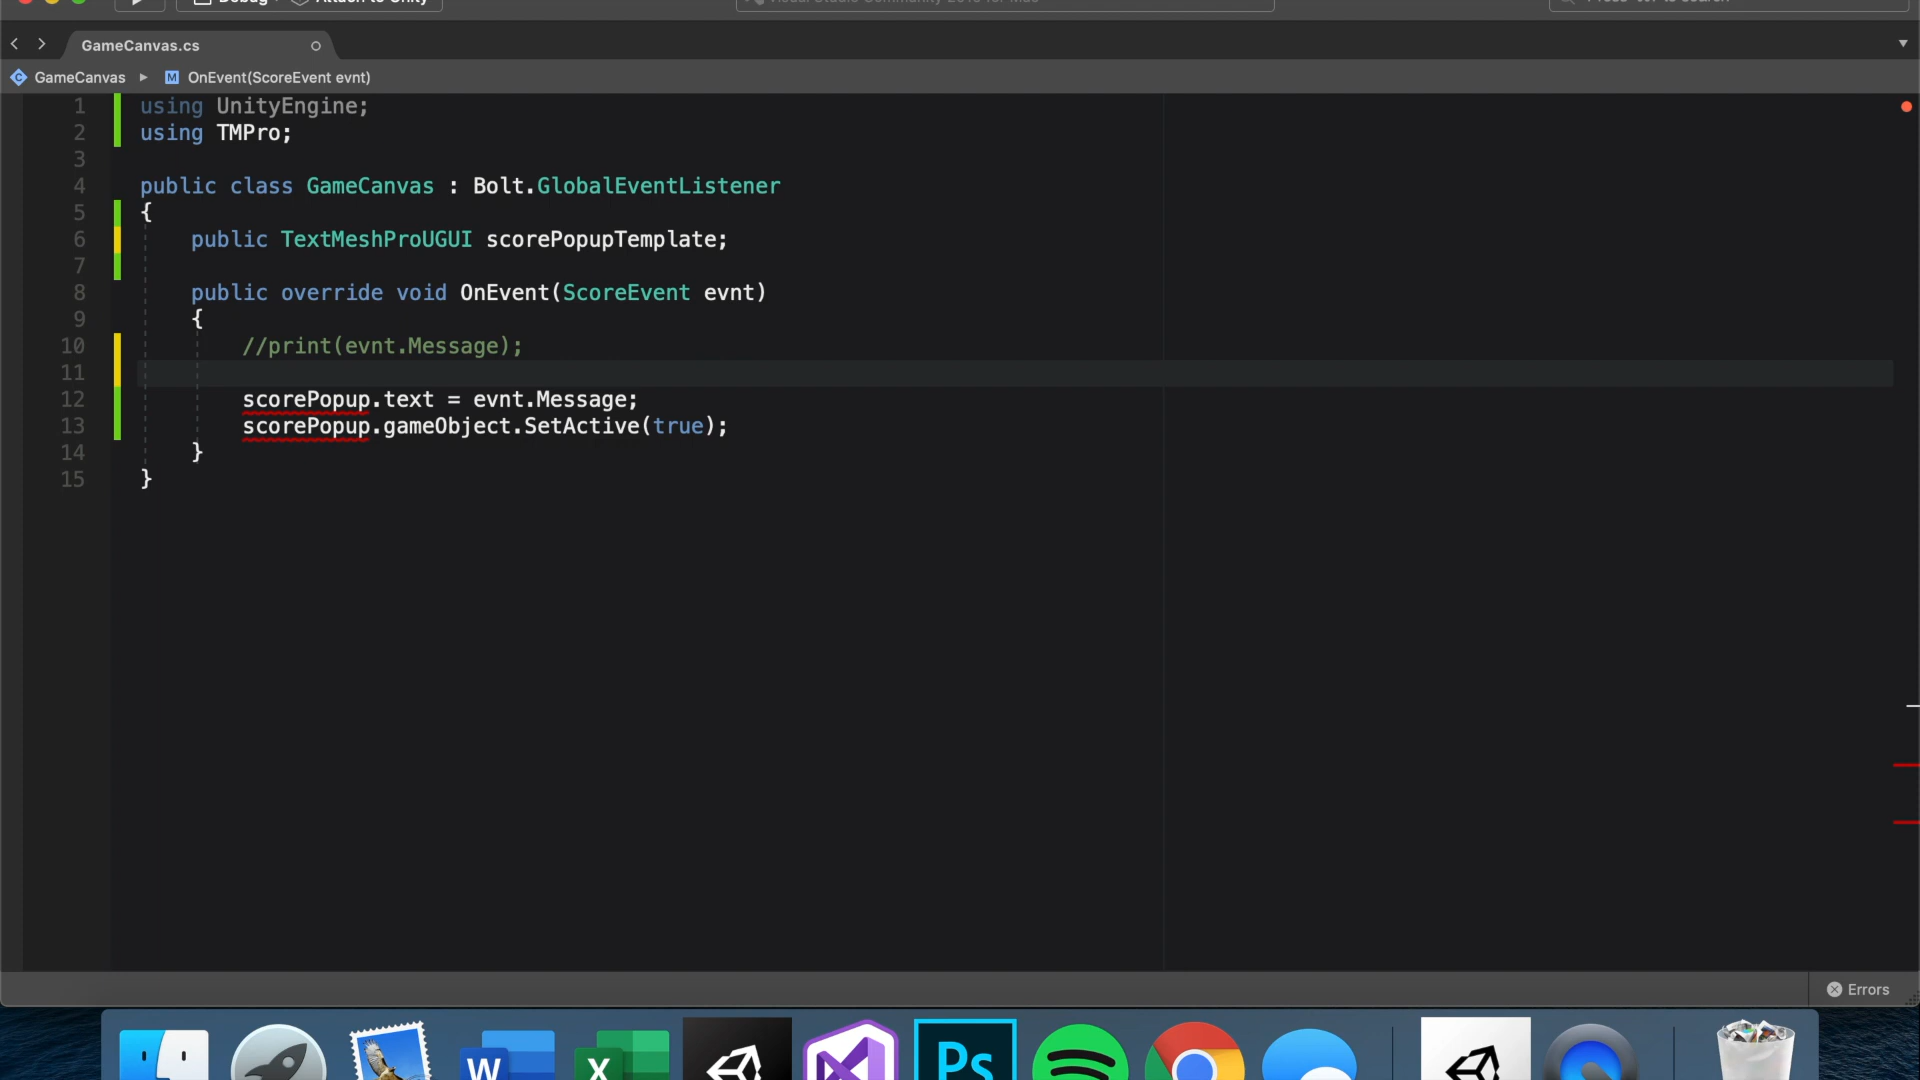 GameCanvas.cs
GameCanvas ▸ M OnEvent(ScoreEvent evnt)
1 using UnityEngine;
2 using TMPro;
3
4 public class GameCanvas : Bolt.GlobalEventListener
5 {
6 public TextMeshProUGUI scorePopupTemplate;
7
8 public override void OnEvent(ScoreEvent evnt)
9 {
10 //print(evnt.Message);
11
12 scorePopup.text = evnt.Message;
13 scorePopup.gameObject.SetActive(true);
14 }
15 }
Errors
W X Ps